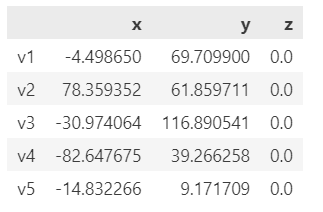 x y z
v1 -4.498650 69.709900 0.0
v2 78.359352 61.859711 0.0
v3 -30.974064 116.890541 0.0
v4 -82.647675 39.266258 0.0
v5 -14.832266 9.171709 0.0